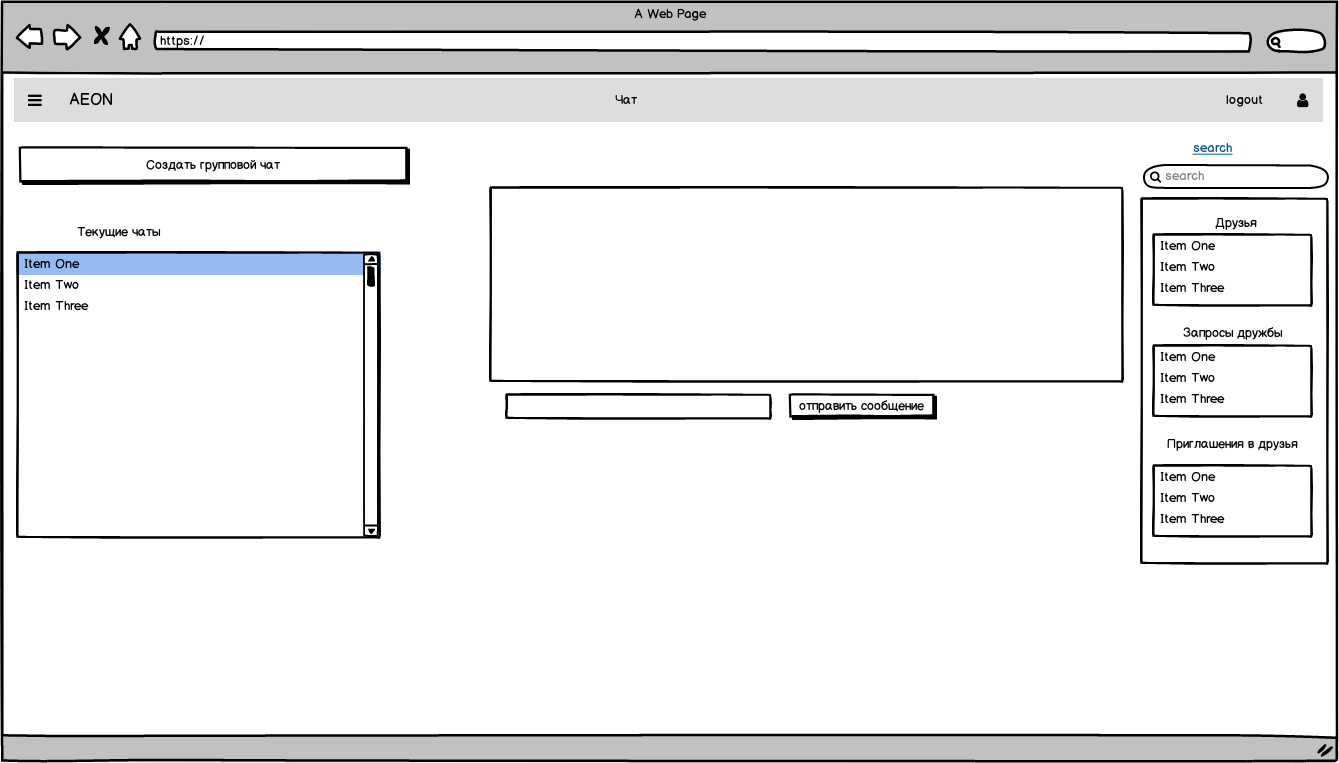 A Web Page
https://
AEON
Чат
logout
Создать групповой чат
Текущие чаты
Item One
Item Two
Item Three
отправить сообщение
search
search
Друзья
Item One
Item Two
Item Three
Запросы дружбы
Item One
Item Two
Item Three
Приглашения в друзья
Item One
Item Two
Item Three